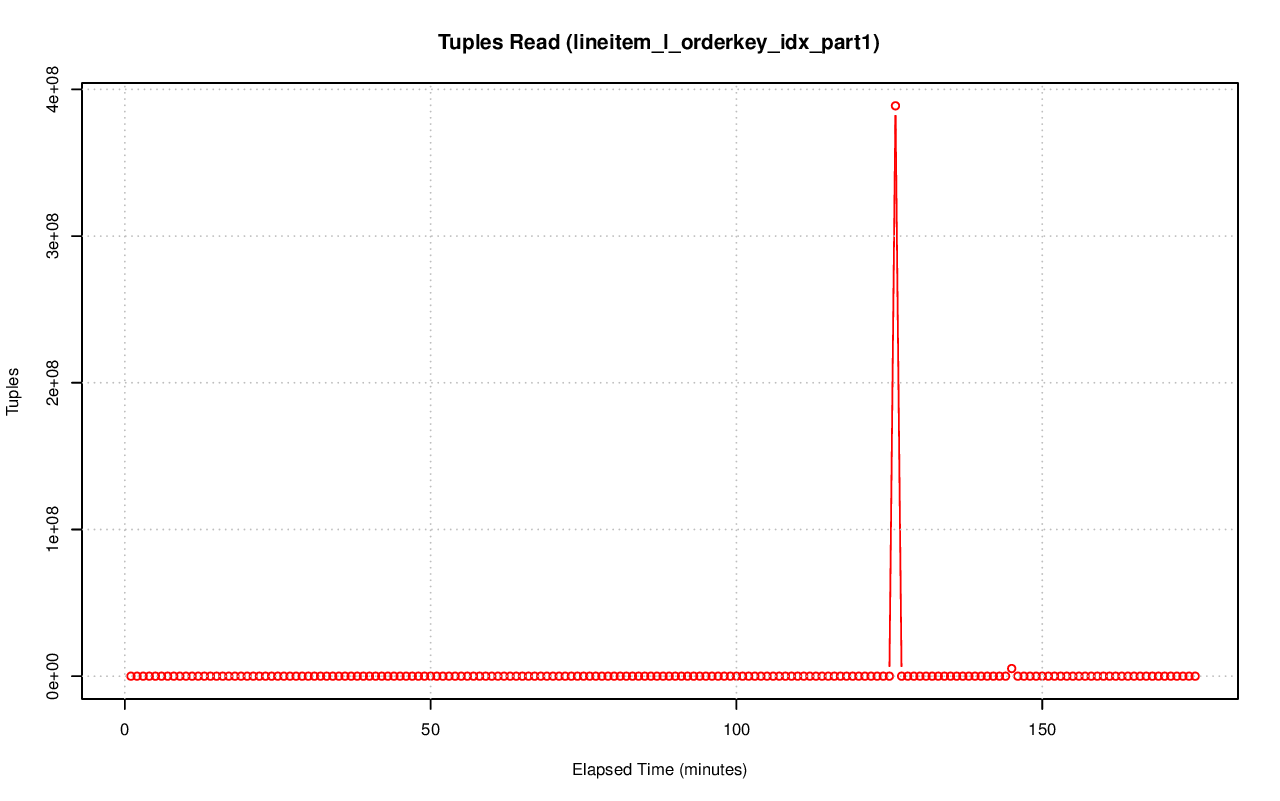 Tuples Read (lineitem_l_orderkey_idx_part1)
4e+08
3e+08
2e+08
1e+08
0e+00
Tuples
0 50 100 150
Elapsed Time (minutes)